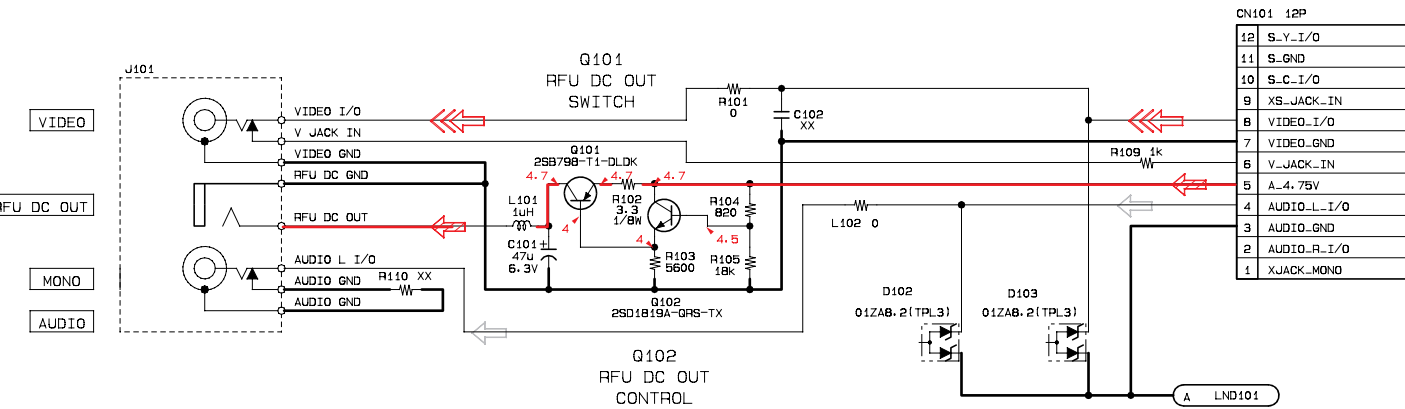 CN101 12P
12 S_Y_I/O
11 S_GND
10 S_C_I/O
9 XS_JACK_IN
8 VIDEO_I/O
7 VIDEO_GND
6 V_JACK_IN
5 A_4.75V
4 AUDIO_L_I/O
3 AUDIO_GND
2 AUDIO_R_I/O
1 XJACK_MONO
Q101
RFU DC OUT
SWITCH
J101
VIDEO
VIDEO I/O
V JACK IN
VIDEO GND
RFU DC GND
RFU DC OUT
RFU DC OUT
AUDIO L I/O
MONO
AUDIO GND
AUDIO GND
AUDIO
R110 XX
R101
0
C102
XX
R109 1k
Q101
2SB798-T1-DLDK
4.7
4.7
4.7
L101
1uH
R102
3.3
1/8W
4
R104
820
4.5
L102 0
C101 +
47u
6.3V
4
R103
5600
R105
18k
Q102
2SD1819A-QRS-TX
D102
01ZA8.2(TPL3)
D103
01ZA8.2(TPL3)
Q102
RFU DC OUT
CONTROL
A LND101